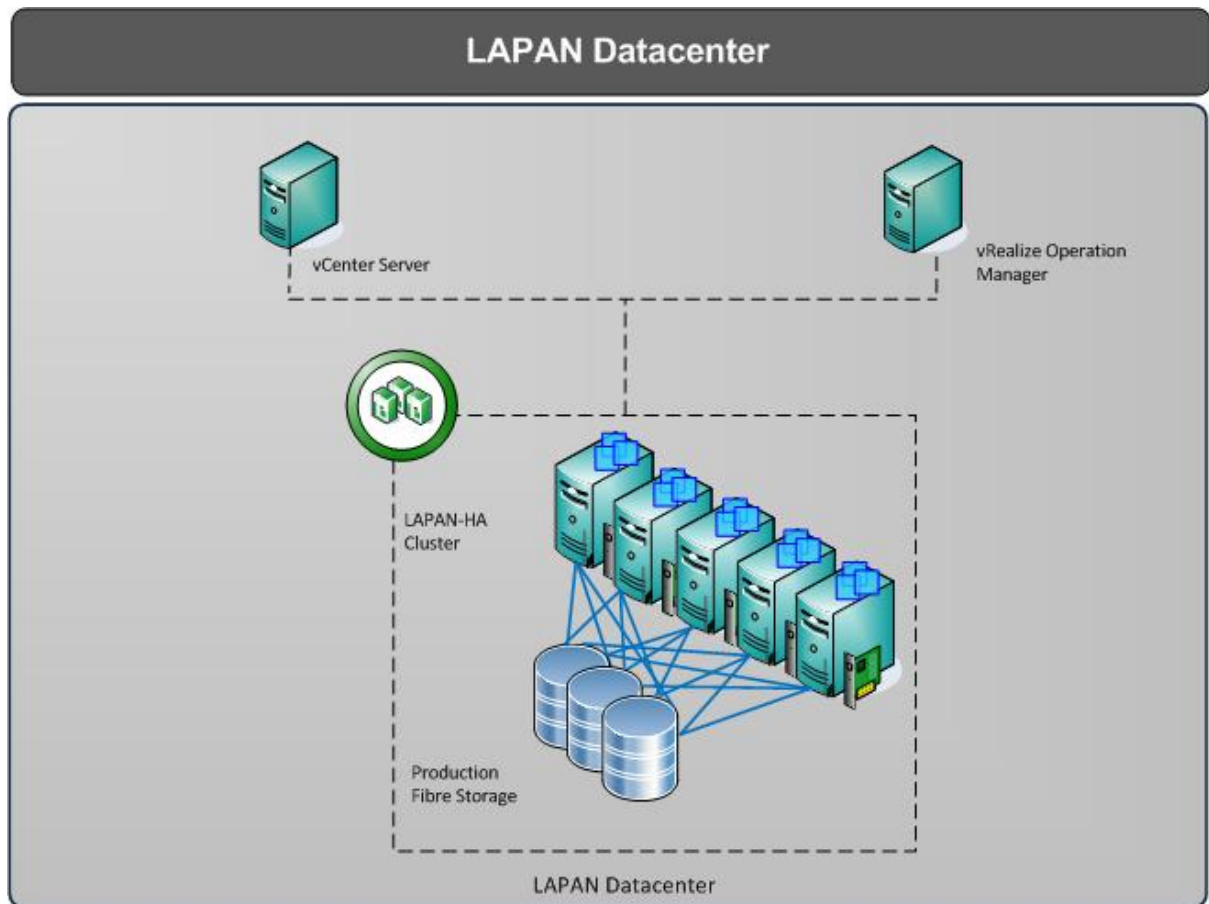 LAPAN Datacenter
vCenter Server
vRealize Operation
Manager
LAPAN-HA
Cluster
Production
Fibre Storage
LAPAN Datacenter